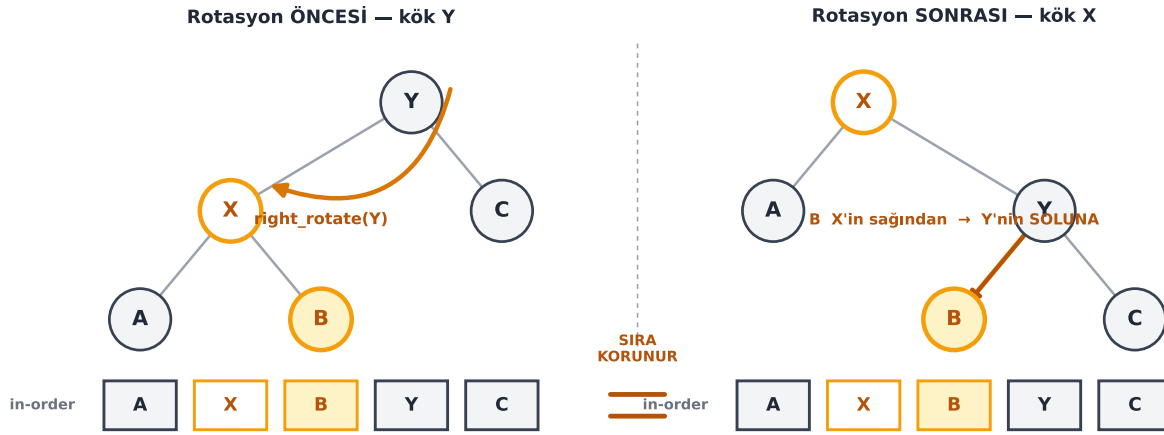 Rotasyon ÖNCESİ — kök Y
Y
X
C
right_rotate(Y)
A
B
in-order
A
X
B
Y
C
Rotasyon SONRASI — kök X
X
A
Y
B X'in sağından → Y'nin SOLUNA
B
C
SIRA
KORUNUR
in-order
A
X
B
Y
C